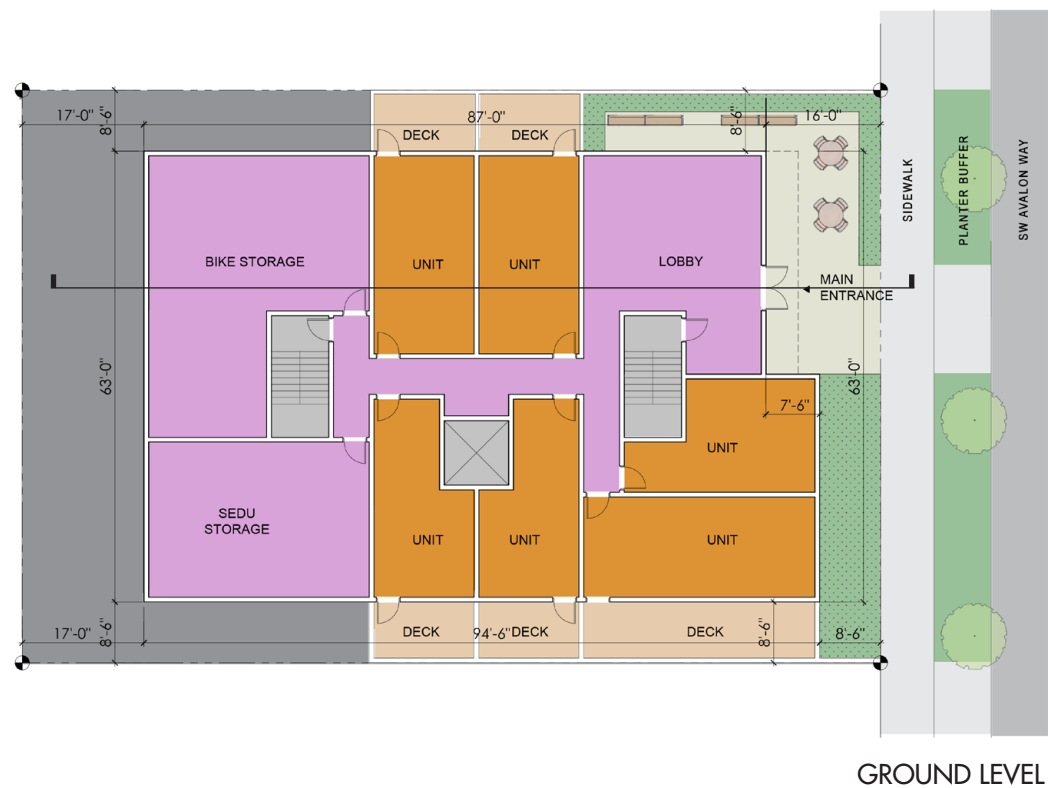 17'-0"
8'-6"
87'-0"
8'-6"
16'-0"
DECK
DECK
SIDEWALK
PLANTER BUFFER
SW AVALON WAY
BIKE STORAGE
UNIT
UNIT
LOBBY
MAIN
ENTRANCE
63'-0"
63'-0"
7'-6"
UNIT
SEDU
STORAGE
UNIT
UNIT
UNIT
17'-0"
8'-6"
DECK
94'-6"
DECK
DECK
8'-6"
8'-6"
GROUND LEVEL